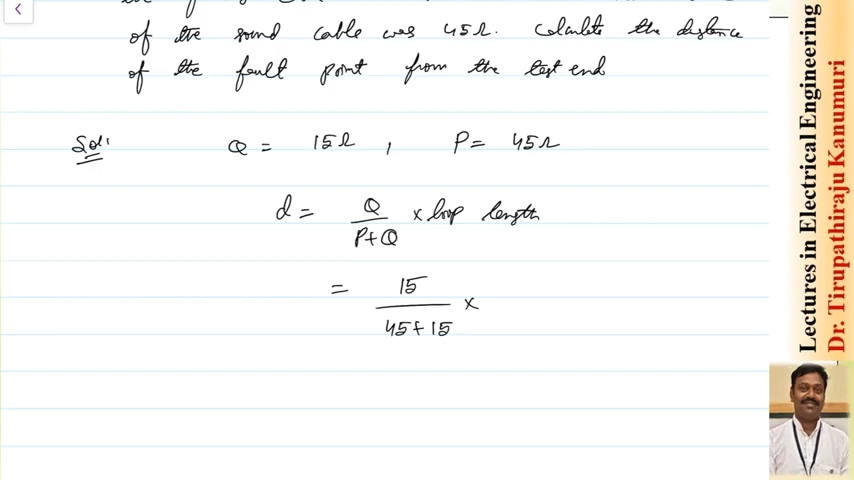 of the sound cable was 45Ω. Calculate the distance
of the fault point from the test end
Sol:
Q = 15Ω , P = 45Ω
d = Q / P+Q × loop length
= 15 / 45+15 ×
Lectures in Electrical Engineering
Dr. Tirupathiraju Kanumuri